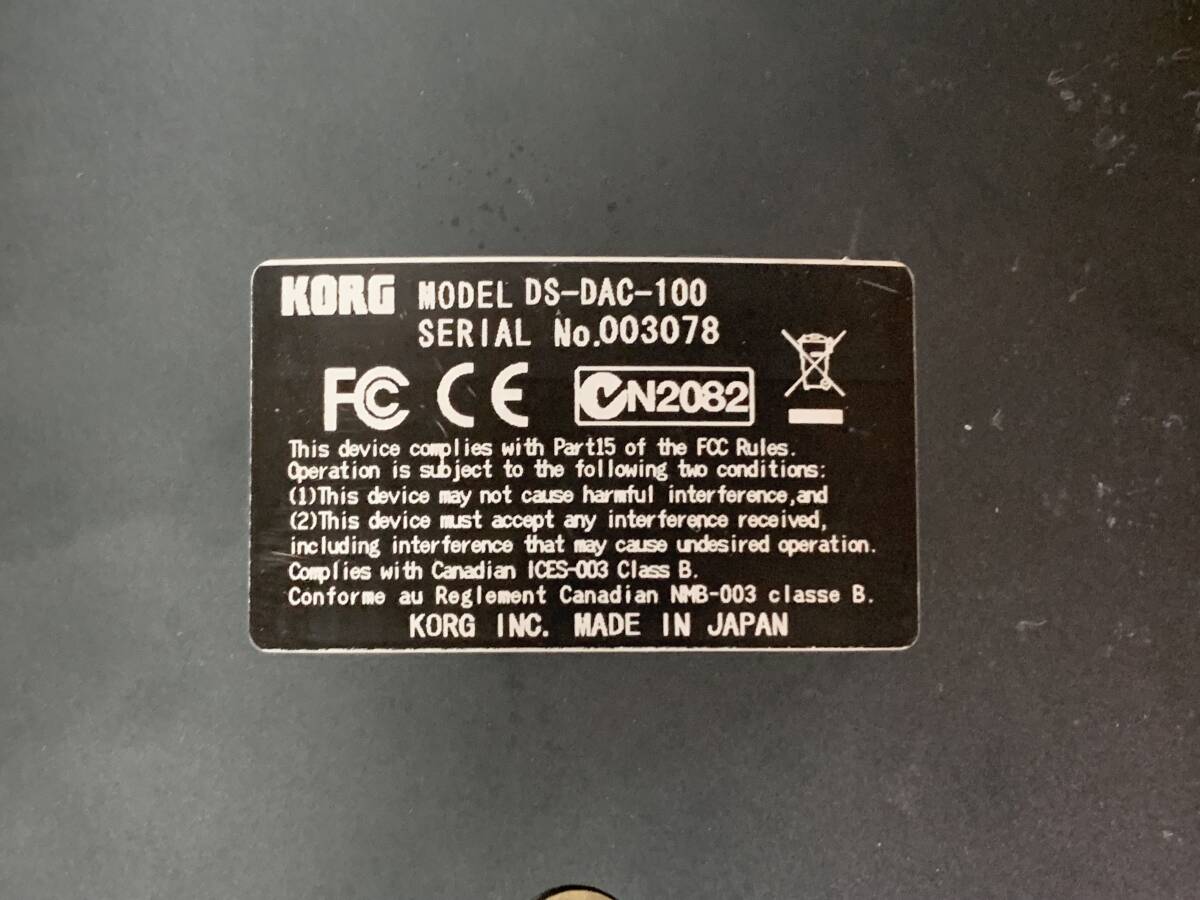 KORG MODEL DS-DAC-100
SERIAL No.003078
FC CE N2082
This device complies with Part15 of the FCC Rules.
Operation is subject to the following two conditions:
(1)This device may not cause harmful interference,and
(2)This device must accept any interference received,
including interference that may cause undesired operation.
Complies with Canadian ICES-003 Class B.
Conforme au Reglement Canadian NMB-003 classe B.
KORG INC. MADE IN JAPAN